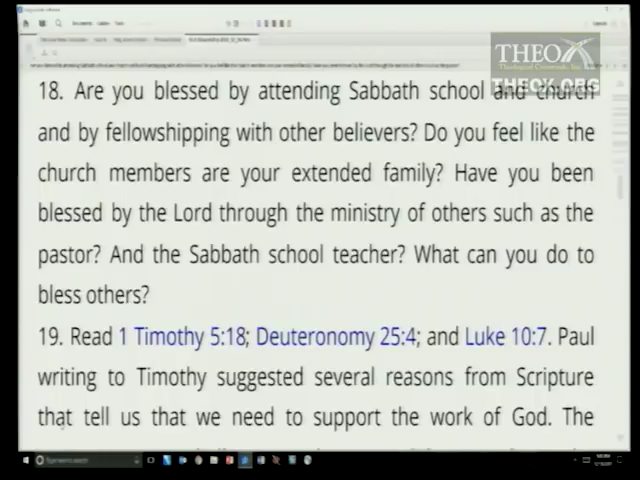 THEOX
THEOX.ORG
18. Are you blessed by attending Sabbath school and church
and by fellowshipping with other believers? Do you feel like the
church members are your extended family? Have you been
blessed by the Lord through the ministry of others such as the
pastor? And the Sabbath school teacher? What can you do to
bless others?
19. Read 1 Timothy 5:18; Deuteronomy 25:4; and Luke 10:7. Paul
writing to Timothy suggested several reasons from Scripture
that tell us that we need to support the work of God. The